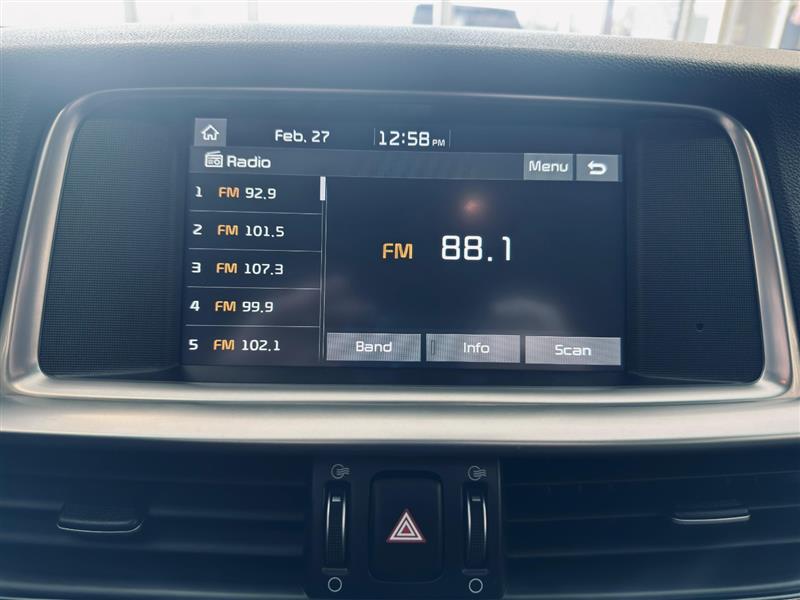 Feb. 27 12:58 PM
Radio Menu
1 FM 92.9
2 FM 101.5
3 FM 107.3
4 FM 99.9
5 FM 102.1
FM 88.1
Band Info Scan